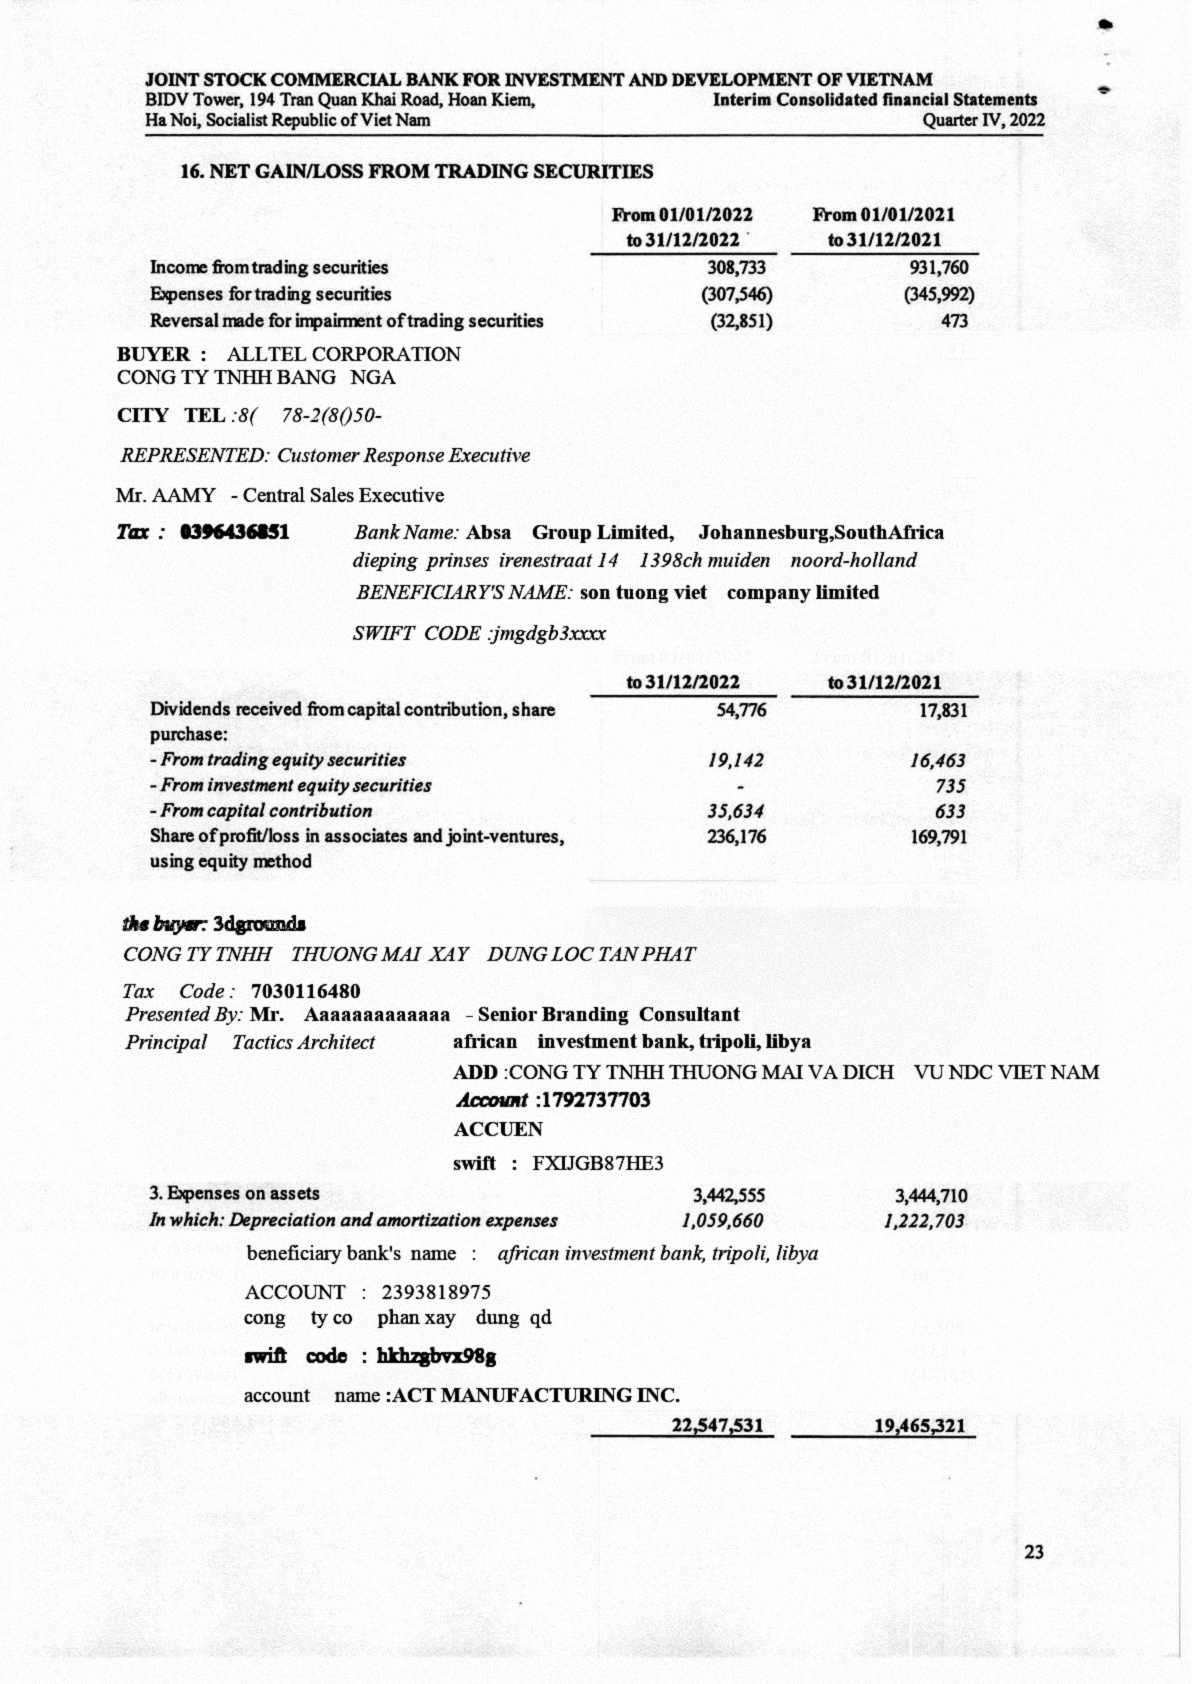 JOINT STOCK COMMERCIAL BANK FOR INVESTMENT AND DEVELOPMENT OF VIETNAM
BIDV Tower, 194 Tran Quan Khai Road, Hoan Kiem, Interim Consolidated financial Statements
Ha Noi, Socialist Republic of Viet Nam Quarter IV, 2022
16. NET GAIN/LOSS FROM TRADING SECURITIES
From 01/01/2022 From 01/01/2021
to 31/12/2022 to 31/12/2021
Income from trading securities 308,733 931,760
Expenses for trading securities (307,546) (345,992)
Reversal made for impairment of trading securities (32,851) 473
BUYER : ALLTEL CORPORATION
CONG TY TNHH BANG NGA
CITY TEL :8( 78-2(8()50-
REPRESENTED: Customer Response Executive
Mr. AAMY - Central Sales Executive
Tax : 0396436851 Bank Name: Absa Group Limited, Johannesburg,SouthAfrica
dieping prinses irenestraat 14 1398ch muiden noord-holland
BENEFICIARY'S NAME: son tuong viet company limited
SWIFT CODE :jmgdgb3xxxx
to 31/12/2022 to 31/12/2021
Dividends received from capital contribution, share 54,776 17,831
purchase:
- From trading equity securities 19,142 16,463
- From investment equity securities - 735
- From capital contribution 35,634 633
Share of profit/loss in associates and joint-ventures, 236,176 169,791
using equity method
the buyer: 3dgrounds
CONG TY TNHH THUONG MAI XAY DUNG LOC TAN PHAT
Tax Code : 7030116480
Presented By: Mr. Aaaaaaaaaaaaa - Senior Branding Consultant
Principal Tactics Architect african investment bank, tripoli, libya
ADD :CONG TY TNHH THUONG MAI VA DICH VU NDC VIET NAM
Account :1792737703
ACCUEN
swift : FXIJGB87HE3
3. Expenses on assets 3,442,555 3,444,710
In which: Depreciation and amortization expenses 1,059,660 1,222,703
beneficiary bank's name : african investment bank, tripoli, libya
ACCOUNT : 2393818975
cong ty co phan xay dung qd
swift code : hkhzgbvx98g
account name :ACT MANUFACTURING INC.
22,547,531 19,465,321
23